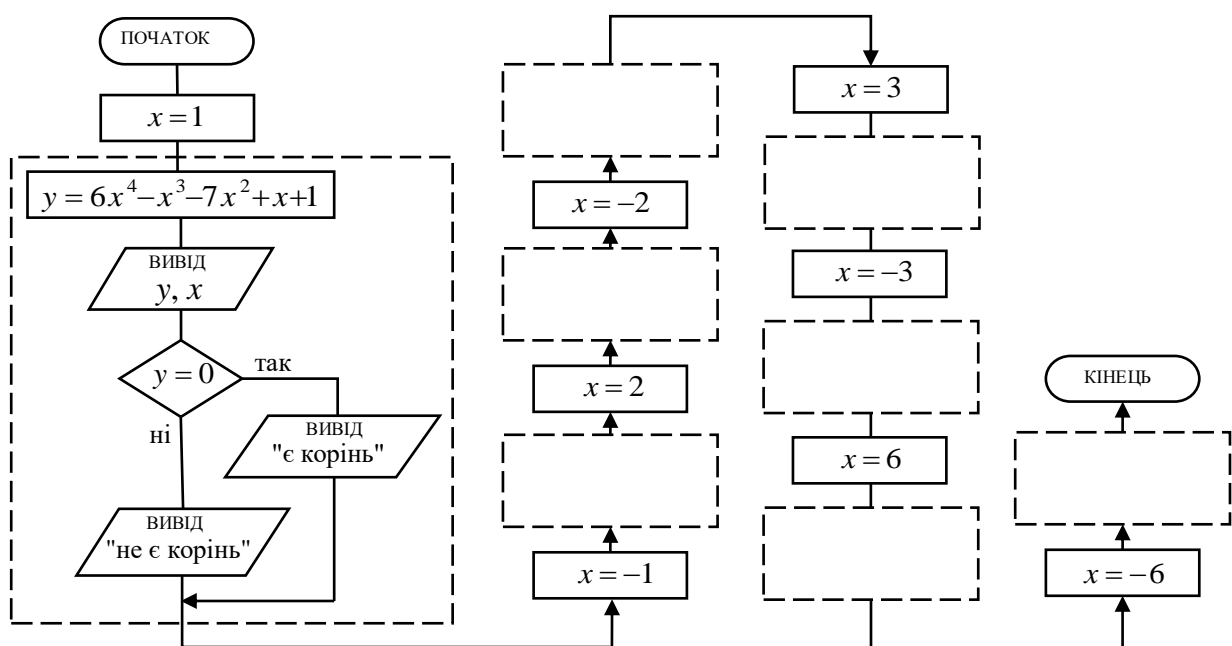 ПОЧАТОК
x = 1
y = 6x⁴−x³−7x²+x+1
ВИВІД
y, x
y = 0
так
ні
ВИВІД
"є корінь"
ВИВІД
"не є корінь"
x = −1
x = 2
x = −2
x = 3
x = −3
x = 6
x = −6
КІНЕЦЬ